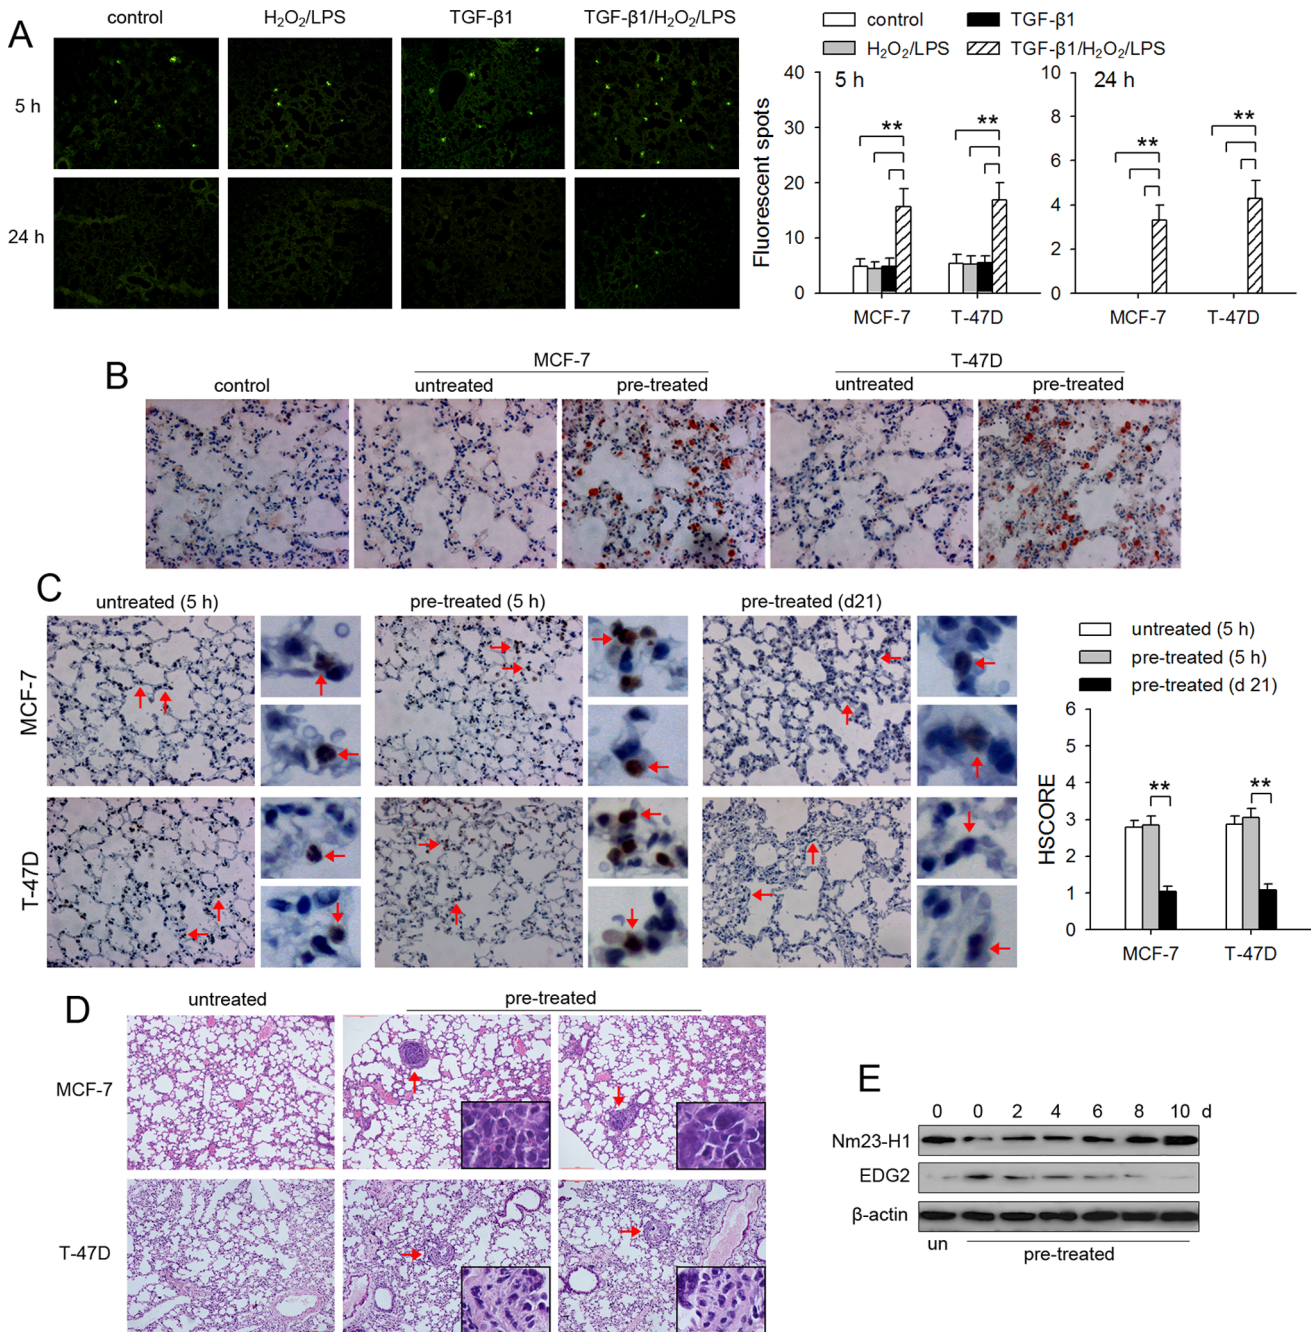 A
control
H₂O₂/LPS
TGF-β1
TGF-β1/H₂O₂/LPS
5 h
24 h
control
TGF-β1
H₂O₂/LPS
TGF-β1/H₂O₂/LPS
Fluorescent spots
40
30
20
10
0
5 h
**
**
MCF-7
T-47D
10
8
6
4
2
0
24 h
**
**
MCF-7
T-47D
B
control
MCF-7
untreated
pre-treated
T-47D
untreated
pre-treated
C
untreated (5 h)
pre-treated (5 h)
pre-treated (d21)
MCF-7
T-47D
untreated (5 h)
pre-treated (5 h)
pre-treated (d 21)
HSCORE
6
5
4
3
2
1
0
**
**
MCF-7
T-47D
D
untreated
pre-treated
MCF-7
T-47D
E
0 0 2 4 6 8 10 d
Nm23-H1
EDG2
β-actin
un
pre-treated